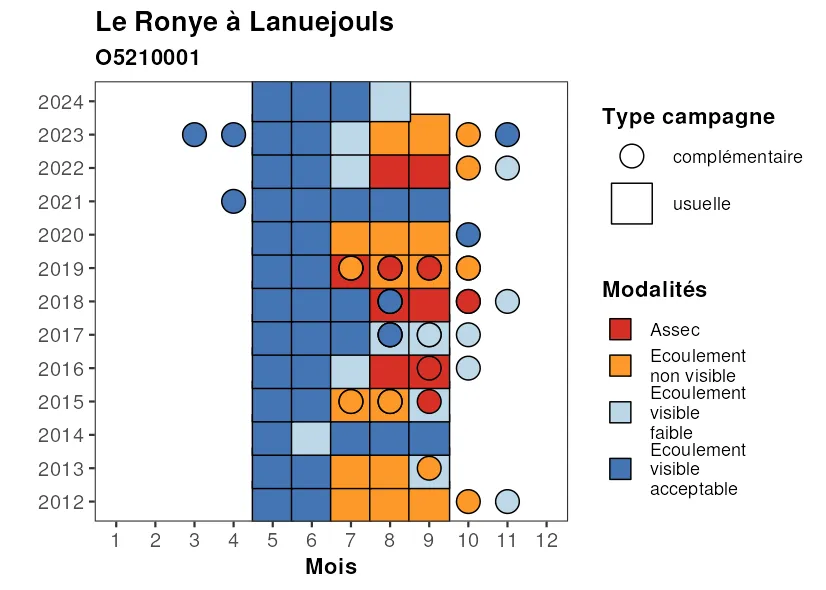 Le Ronye à Lanuejouls
O5210001
2024
2023
2022
2021
2020
2019
2018
2017
2016
2015
2014
2013
2012
1 2 3 4 5 6 7 8 9 10 11 12
Mois
Type campagne
complémentaire
usuelle
Modalités
Assec
Ecoulement
non visible
Ecoulement
visible
faible
Ecoulement
visible
acceptable